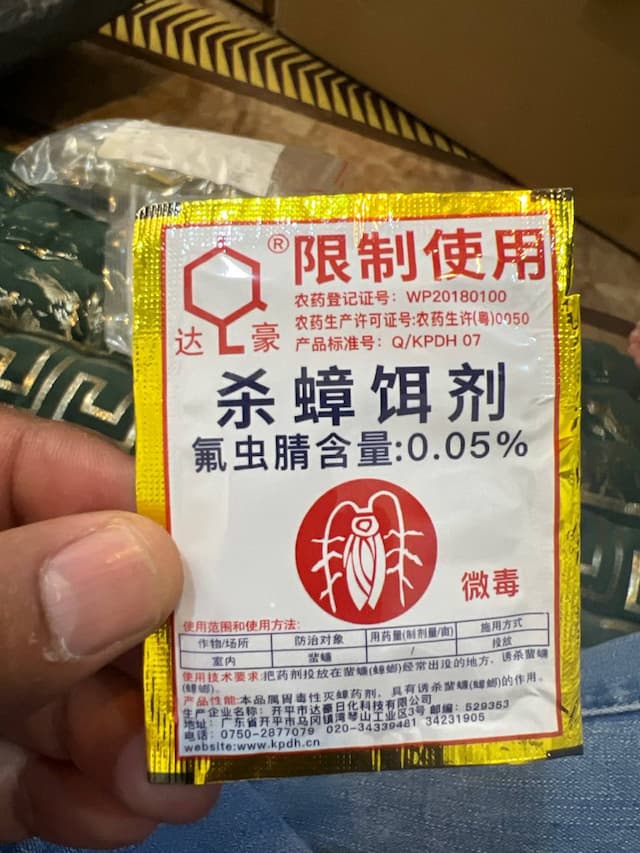 ®
限制使用
达豪
农药登记证号：WP20180100
农药生产许可证号:农药生许(粤)0050
产品标准号：Q/KPDH 07
杀蟑饵剂
氟虫腈含量:0.05%
微毒
使用范围和使用方法:
作物/场所 防治对象 用药量(制剂量/亩) 施用方式
室内 蜚蠊 / 投放
使用技术要求:把药剂投放在蜚蠊(蟑螂)经常出没的地方，诱杀蜚蠊
(蟑螂)。
产品性能:本品属胃毒性灭蟑药剂，具有诱杀蜚蠊(蟑螂)的作用。
生产企业名称：开平市达豪日化科技有限公司
地址：广东省开平市马冈镇湾琴山工业区3号 邮编：529353
电话：0750-2877079 020-34339481 34231905
website:www.kpdh.cn